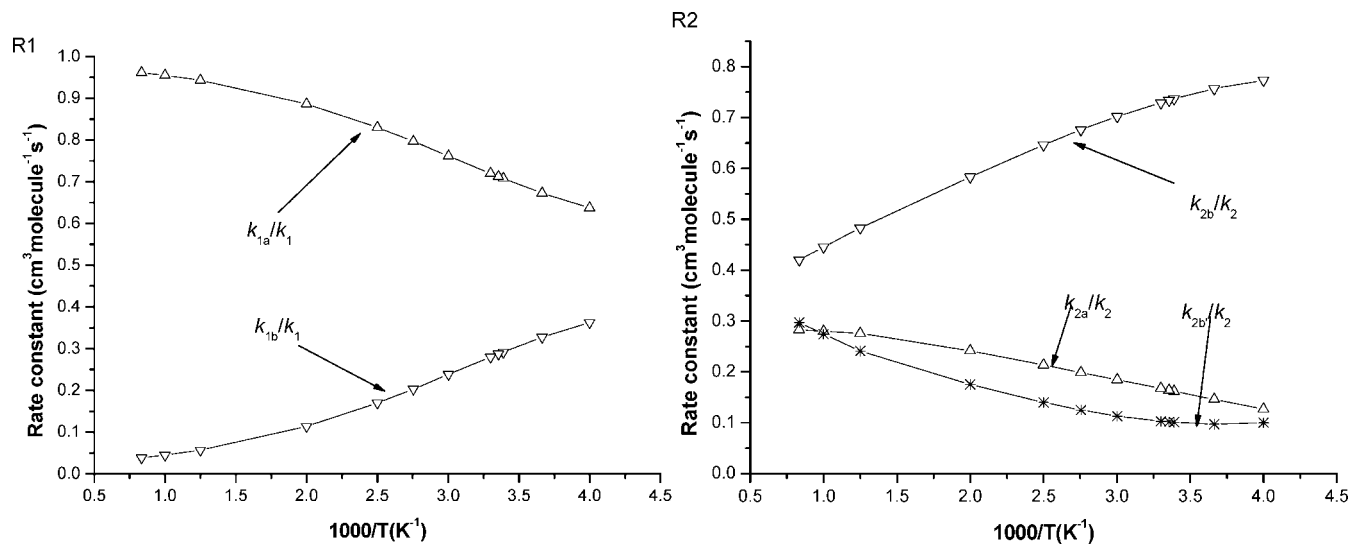 R1
Rate constant (cm³molecule⁻¹s⁻¹)
1.0
0.9
0.8
0.7
0.6
0.5
0.4
0.3
0.2
0.1
0.0
k₁ₐ/k₁
k₁b/k₁
0.5 1.0 1.5 2.0 2.5 3.0 3.5 4.0 4.5
1000/T(K⁻¹)
R2
Rate constant (cm³molecule⁻¹s⁻¹)
0.8
0.7
0.6
0.5
0.4
0.3
0.2
0.1
0.0
k₂b/k₂
k₂ₐ/k₂
k₂b'/k₂
0.5 1.0 1.5 2.0 2.5 3.0 3.5 4.0 4.5
1000/T(K⁻¹)